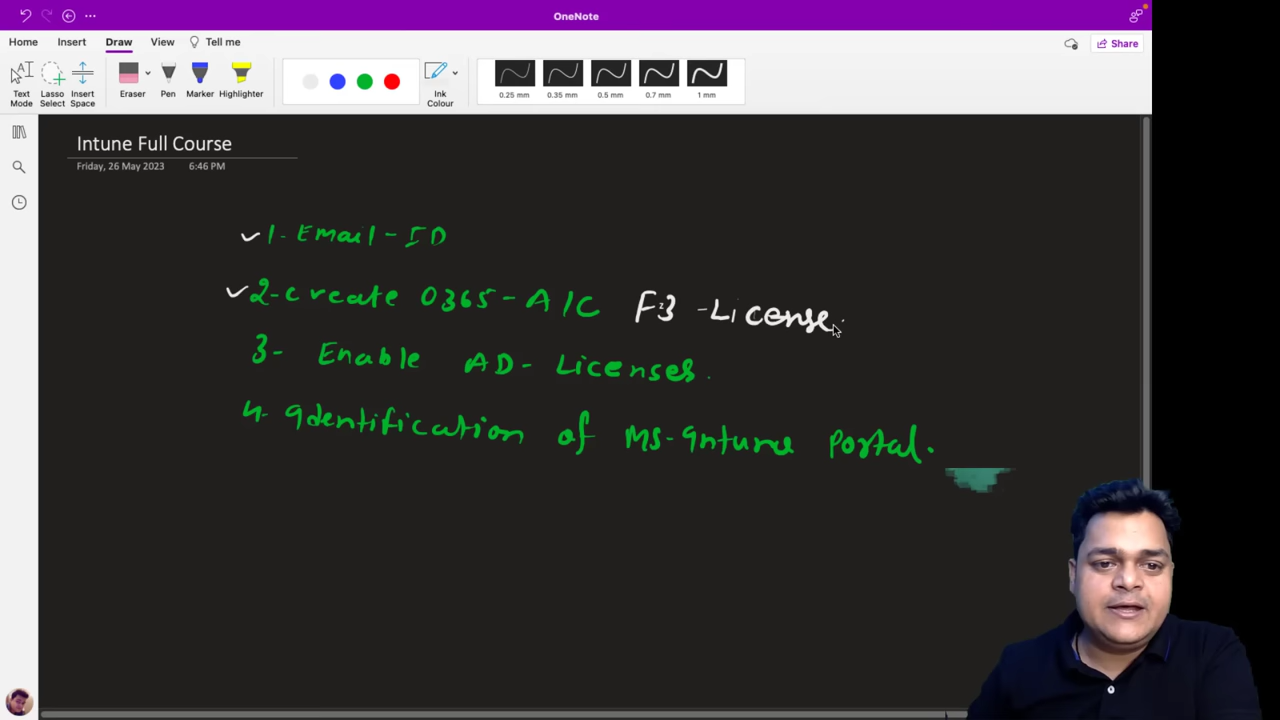 OneNote
Home Insert Draw View Tell me
Share
Text Mode
Lasso Select
Insert Space
Eraser
Pen
Marker
Highlighter
Ink Colour
0.25 mm
0.35 mm
0.5 mm
0.7 mm
1 mm
Intune Full Course
Friday, 26 May 2023 6:46 PM
1- Email-ID
2-create O365-A/C F3 -License
3- Enable AD- Licenses.
4- Identification of MS-Intune portal.